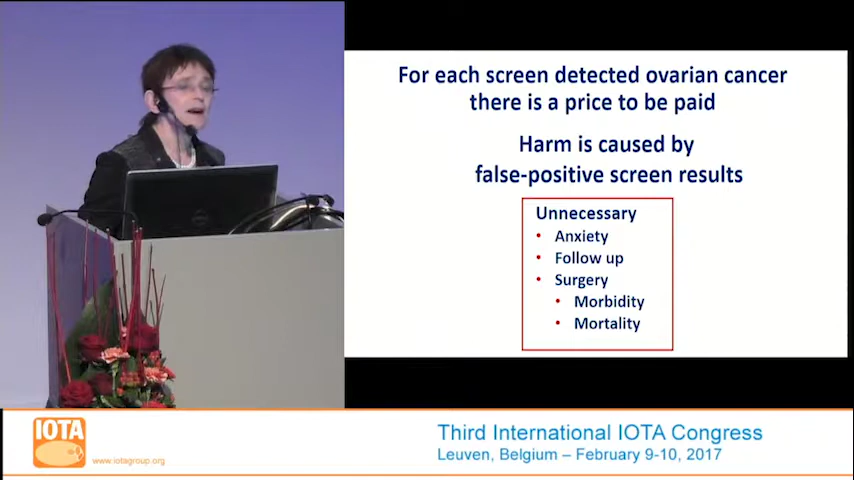 For each screen detected ovarian cancer
there is a price to be paid
Harm is caused by
false-positive screen results
Unnecessary
• Anxiety
• Follow up
• Surgery
• Morbidity
• Mortality
IOTA
www.iotagroup.org
Third International IOTA Congress
Leuven, Belgium – February 9-10, 2017